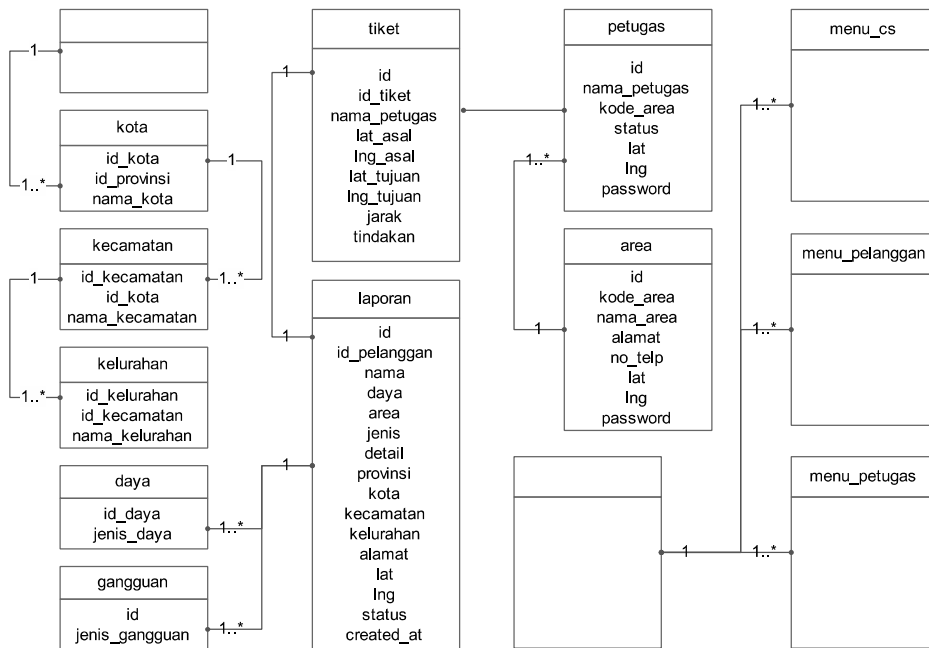 1
1..*
kota
id_kota
id_provinsi
nama_kota
1
1..*
kecamatan
id_kecamatan
id_kota
nama_kecamatan
1
1..*
kelurahan
id_kelurahan
id_kecamatan
nama_kelurahan
daya
id_daya
jenis_daya
1..*
gangguan
id
jenis_gangguan
1..*
tiket
id
id_tiket
nama_petugas
lat_asal
lng_asal
lat_tujuan
lng_tujuan
jarak
tindakan
1
1
laporan
id
id_pelanggan
nama
daya
area
jenis
detail
provinsi
kota
kecamatan
kelurahan
alamat
lat
lng
status
created_at
1
petugas
id
nama_petugas
kode_area
status
lat
lng
password
1..*
1
area
id
kode_area
nama_area
alamat
no_telp
lat
lng
password
menu_cs
1..*
menu_pelanggan
1..*
menu_petugas
1
1..*